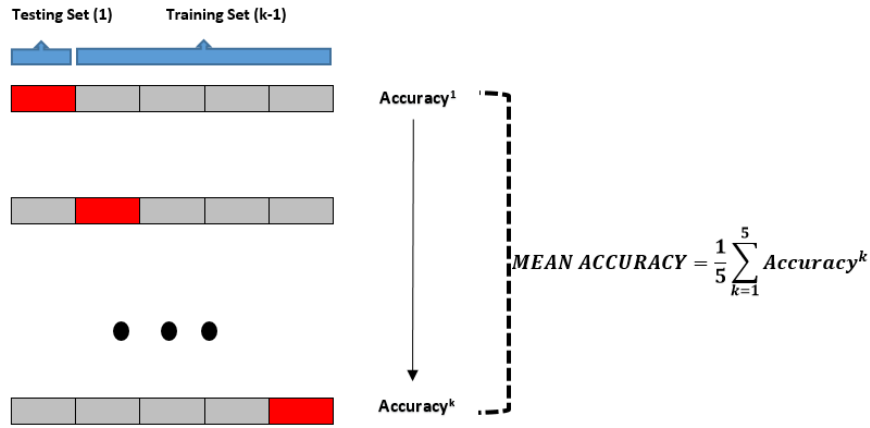 Testing Set (1) Training Set (k-1)
Accuracy¹
MEAN ACCURACY = 1/5 ∑_{k=1}^{5} Accuracy^k
Accuracyᵏ